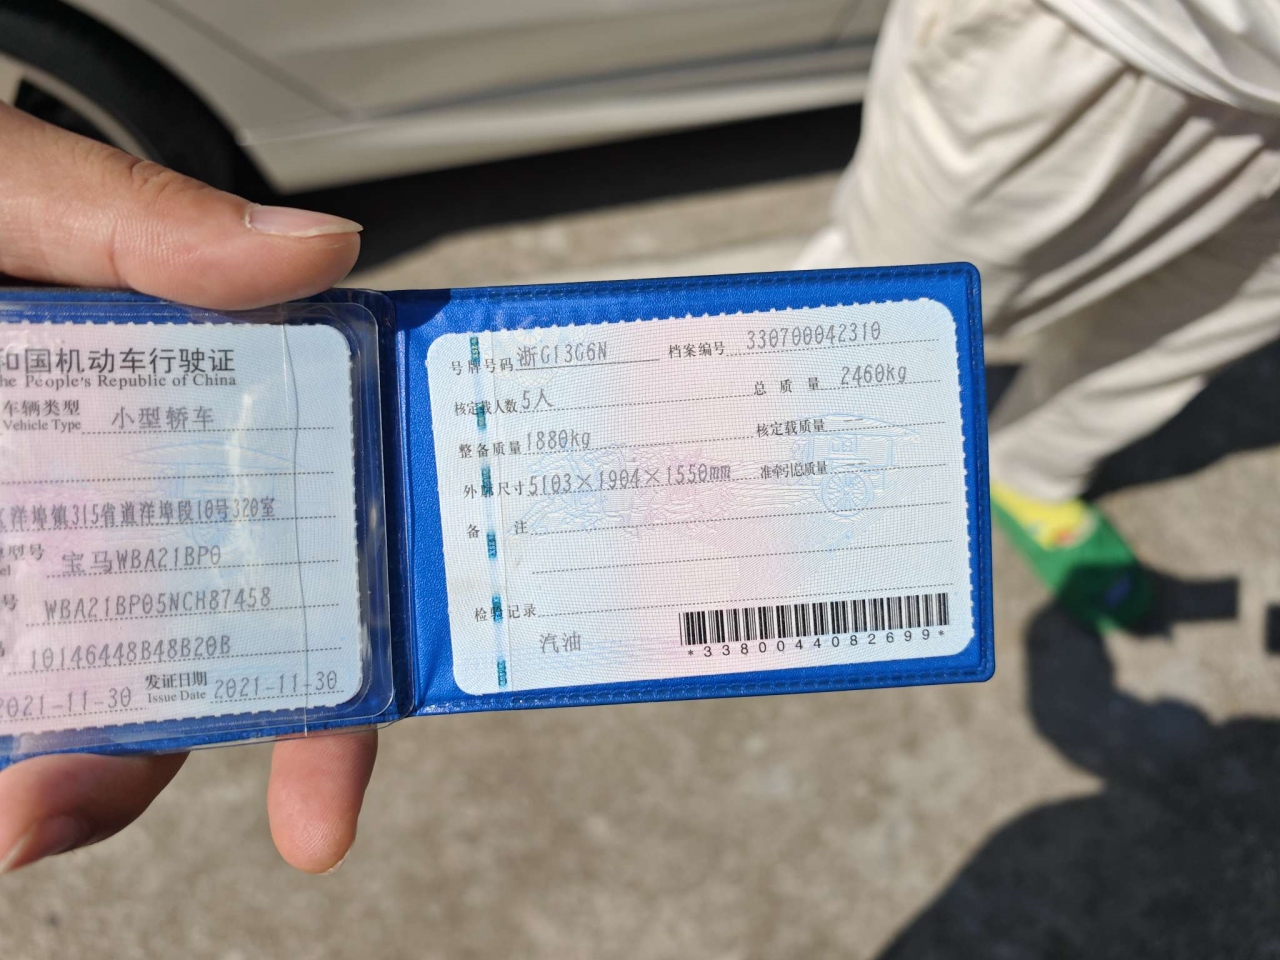 和国机动车行驶证
he People's Republic of China
车辆类型 小型轿车
Vehicle Type
洋埠镇315省道洋埠段10号320室
型号 宝马WBA21BP0
el
号 WBA21BP05NCH87458
10146448B48B20B
2021-11-30 发证日期 2021-11-30
Issue Date
号牌号码 浙G13G6N 档案编号 330700042310
核定载人数 5人 总质量 2460kg
整备质量 1880kg 核定载质量 --
外廓尺寸 5103×1904×1550mm 准牵引总质量 --
备注
检验记录
汽油
*3380044082699*